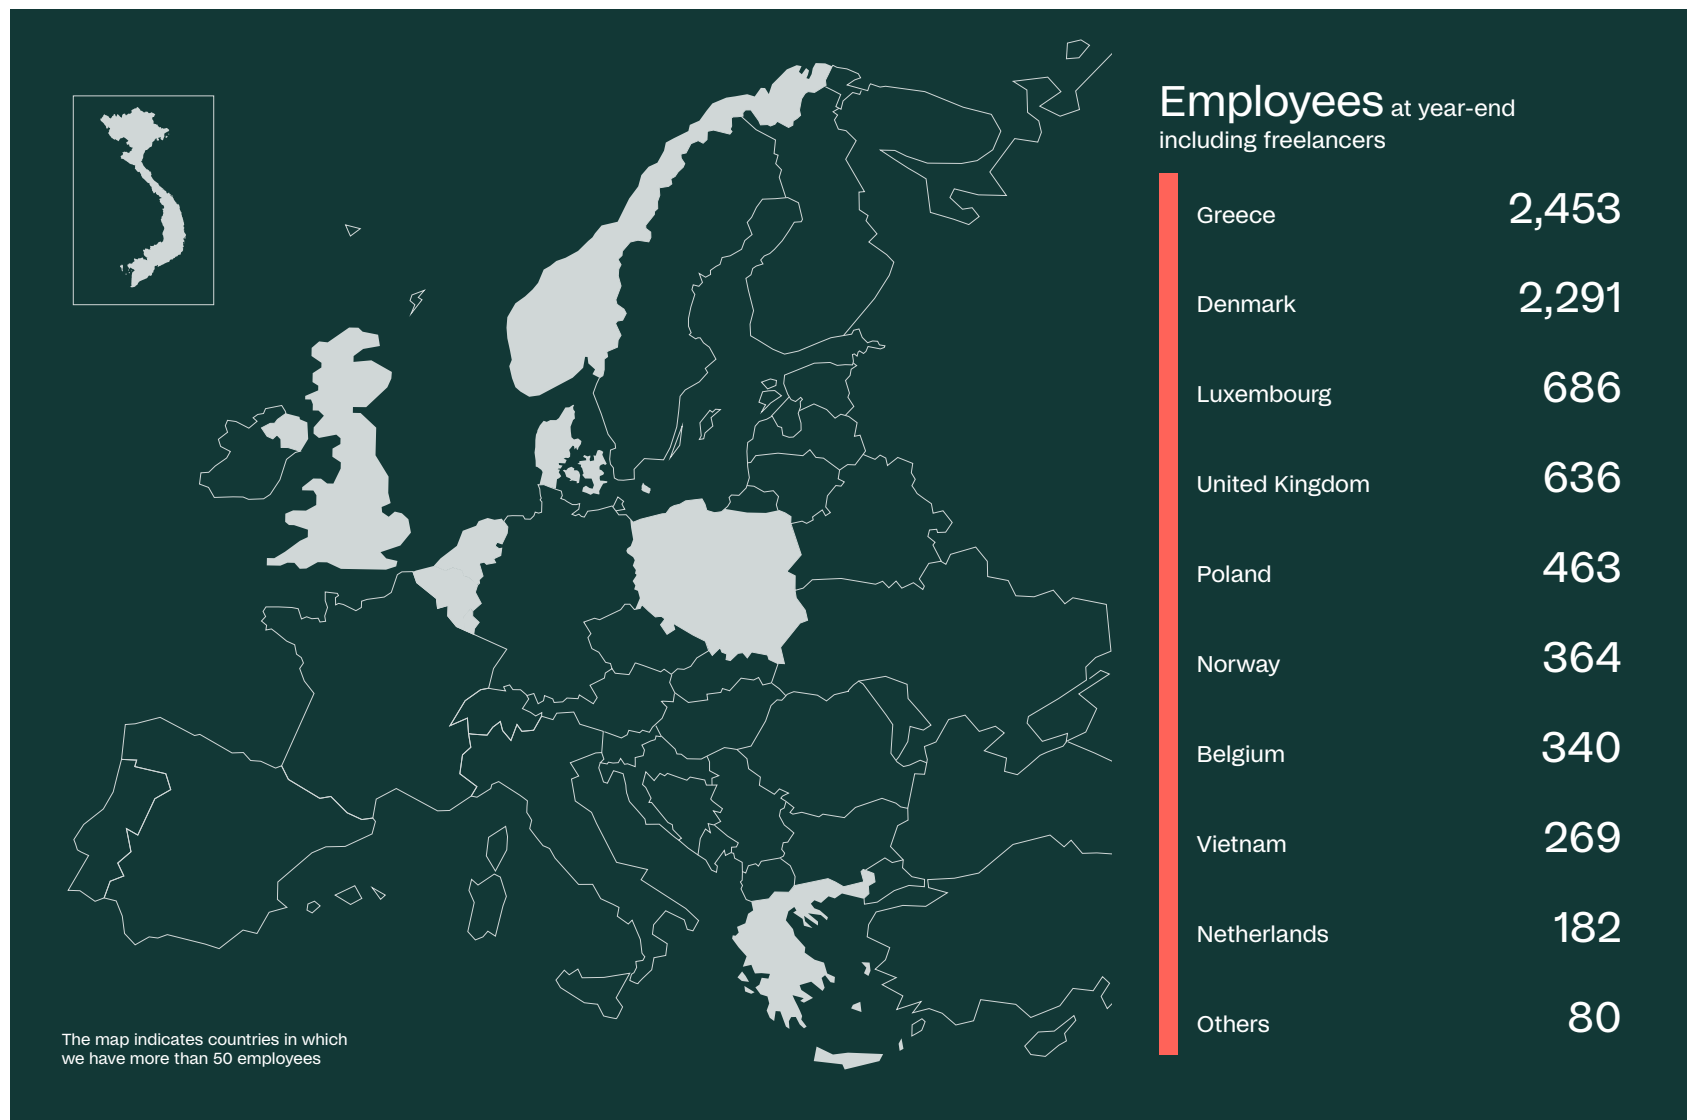 Employees at year-end
including freelancers
Greece 2,453
Denmark 2,291
Luxembourg 686
United Kingdom 636
Poland 463
Norway 364
Belgium 340
Vietnam 269
Netherlands 182
Others 80
The map indicates countries in which
we have more than 50 employees